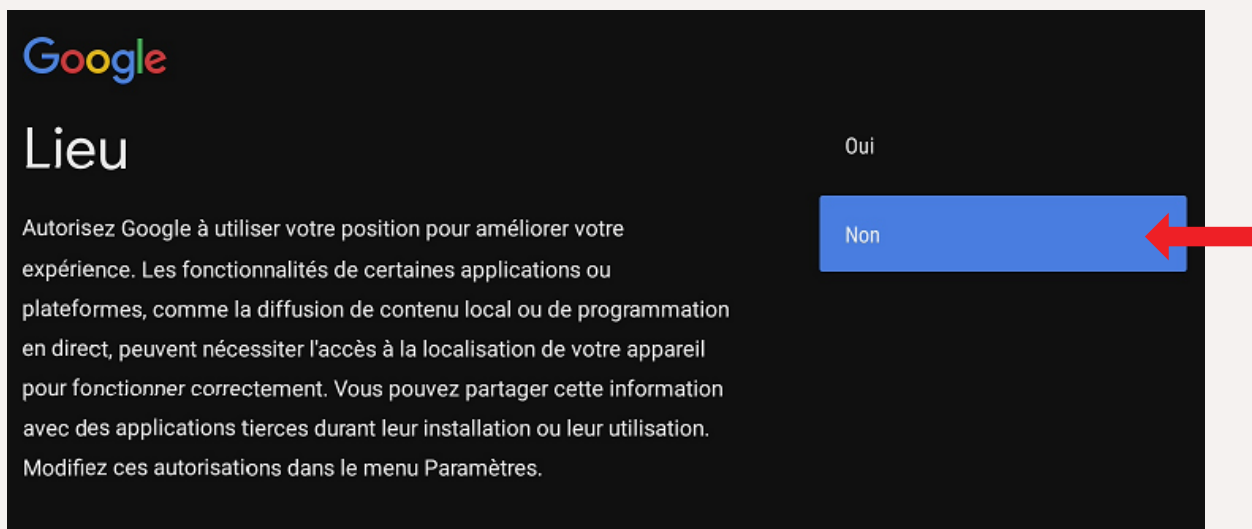 Google
Lieu
Autorisez Google à utiliser votre position pour améliorer votre
expérience. Les fonctionnalités de certaines applications ou
plateformes, comme la diffusion de contenu local ou de programmation
en direct, peuvent nécessiter l'accès à la localisation de votre appareil
pour fonctionner correctement. Vous pouvez partager cette information
avec des applications tierces durant leur installation ou leur utilisation.
Modifiez ces autorisations dans le menu Paramètres.
Oui
Non